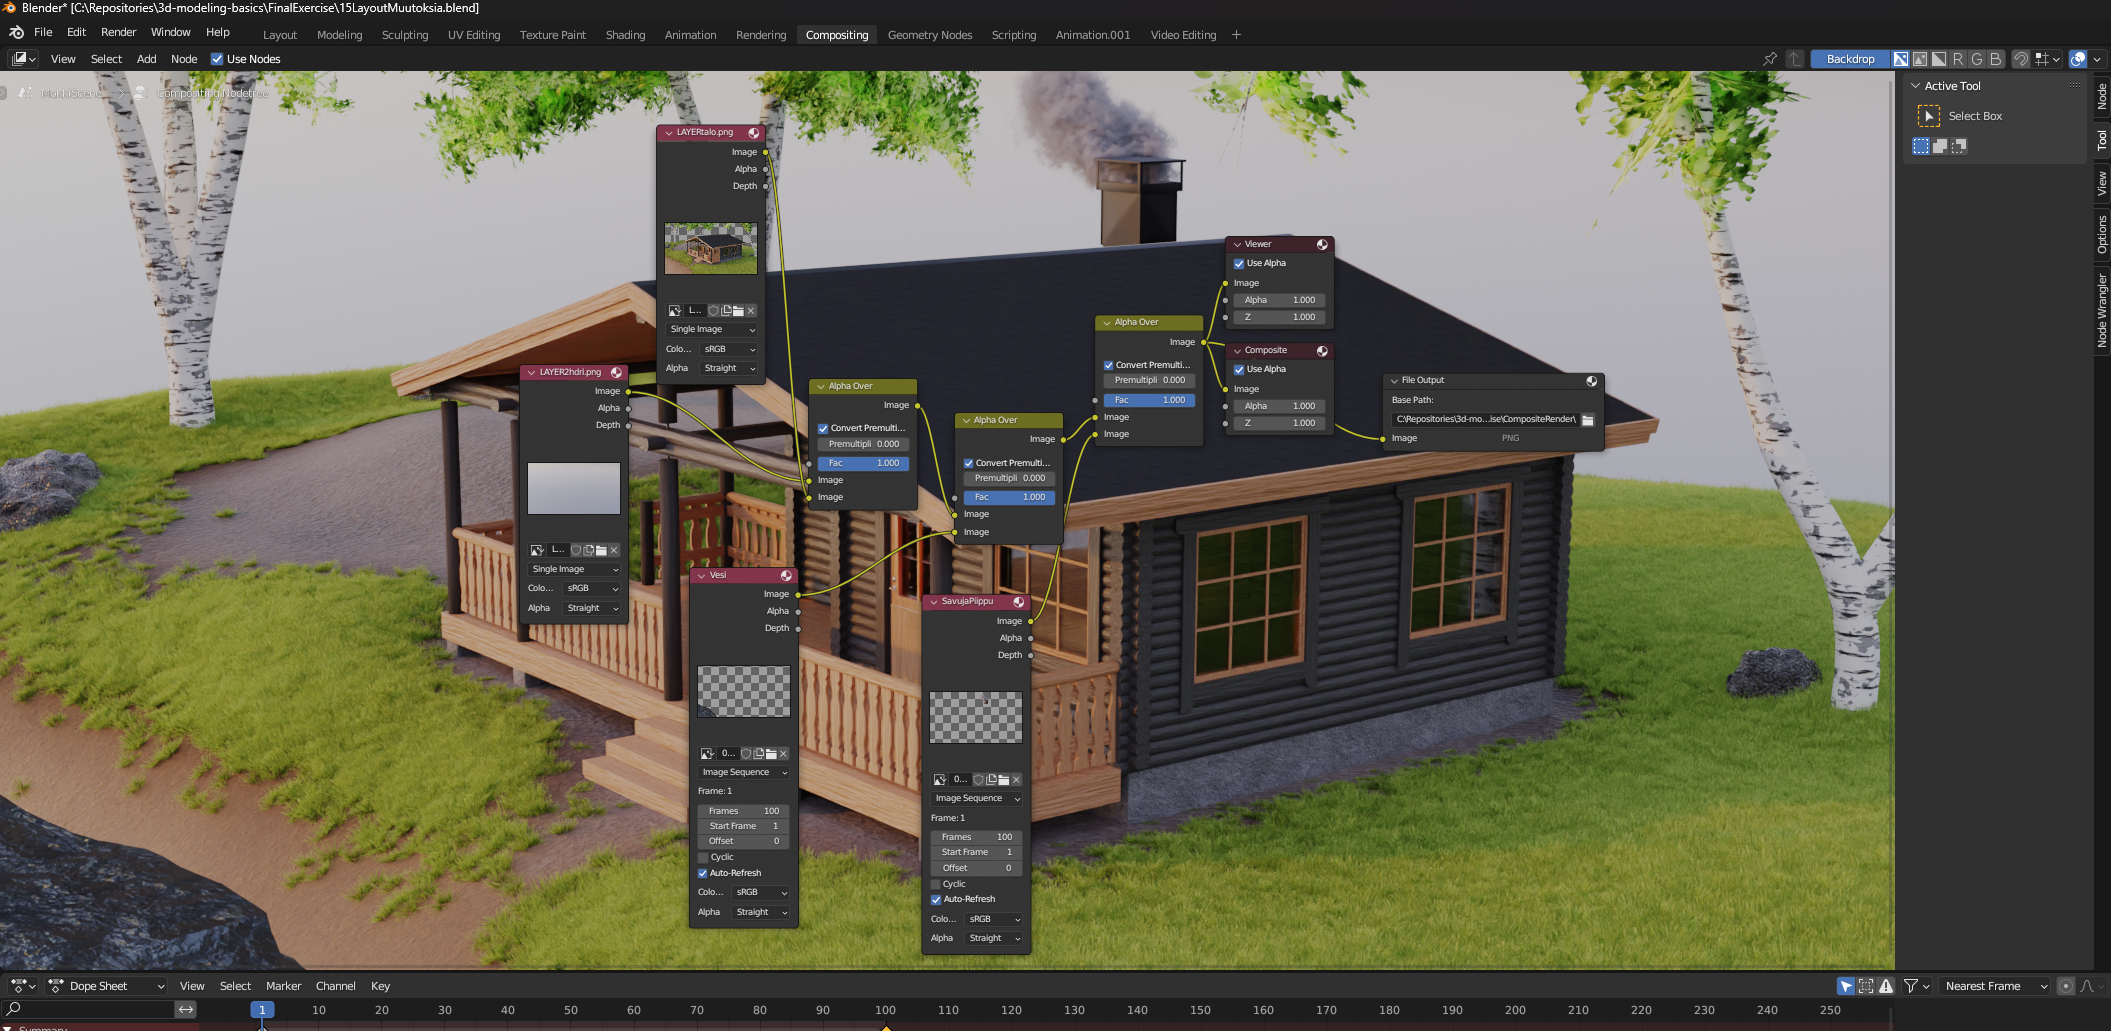 Blender* [C:\Repositories\3d-modeling-basics\FinalExercise\15LayoutMuutoksia.blend]
File Edit Render Window Help Layout Modeling Sculpting UV Editing Texture Paint Shading Animation Rendering Compositing Geometry Nodes Scripting Animation.001 Video Editing +
View Select Add Node Use Nodes Backdrop R G B
MökkiScene > Compositing Nodetree
Active Tool
Select Box
Node
Tool
View
Options
Node Wrangler
LAYERtalo.png
Image
Alpha
Depth
L...
Single Image
Colo... sRGB
Alpha Straight
LAYER2hdri.png
Image
Alpha
Depth
L...
Single Image
Colo... sRGB
Alpha Straight
Alpha Over
Image
Convert Premulti...
Premultipli 0.000
Fac 1.000
Image
Image
Alpha Over
Image
Convert Premulti...
Premultipli 0.000
Fac 1.000
Image
Image
Alpha Over
Image
Convert Premulti...
Premultipli 0.000
Fac 1.000
Image
Image
Viewer
Use Alpha
Image
Alpha 1.000
Z 1.000
Composite
Use Alpha
Image
Alpha 1.000
Z 1.000
File Output
Base Path:
C:\Repositories\3d-mo...ise\CompositeRender\
Image PNG
Vesi
Image
Alpha
Depth
0...
Image Sequence
Frame: 1
Frames 100
Start Frame 1
Offset 0
Cyclic
Auto-Refresh
Colo... sRGB
Alpha Straight
SavujaPiippu
Image
Alpha
Depth
0...
Image Sequence
Frame: 1
Frames 100
Start Frame 1
Offset 0
Cyclic
Auto-Refresh
Colo... sRGB
Alpha Straight
Dope Sheet View Select Marker Channel Key Nearest Frame
1 10 20 30 40 50 60 70 80 90 100 110 120 130 140 150 160 170 180 190 200 210 220 230 240 250
Summary